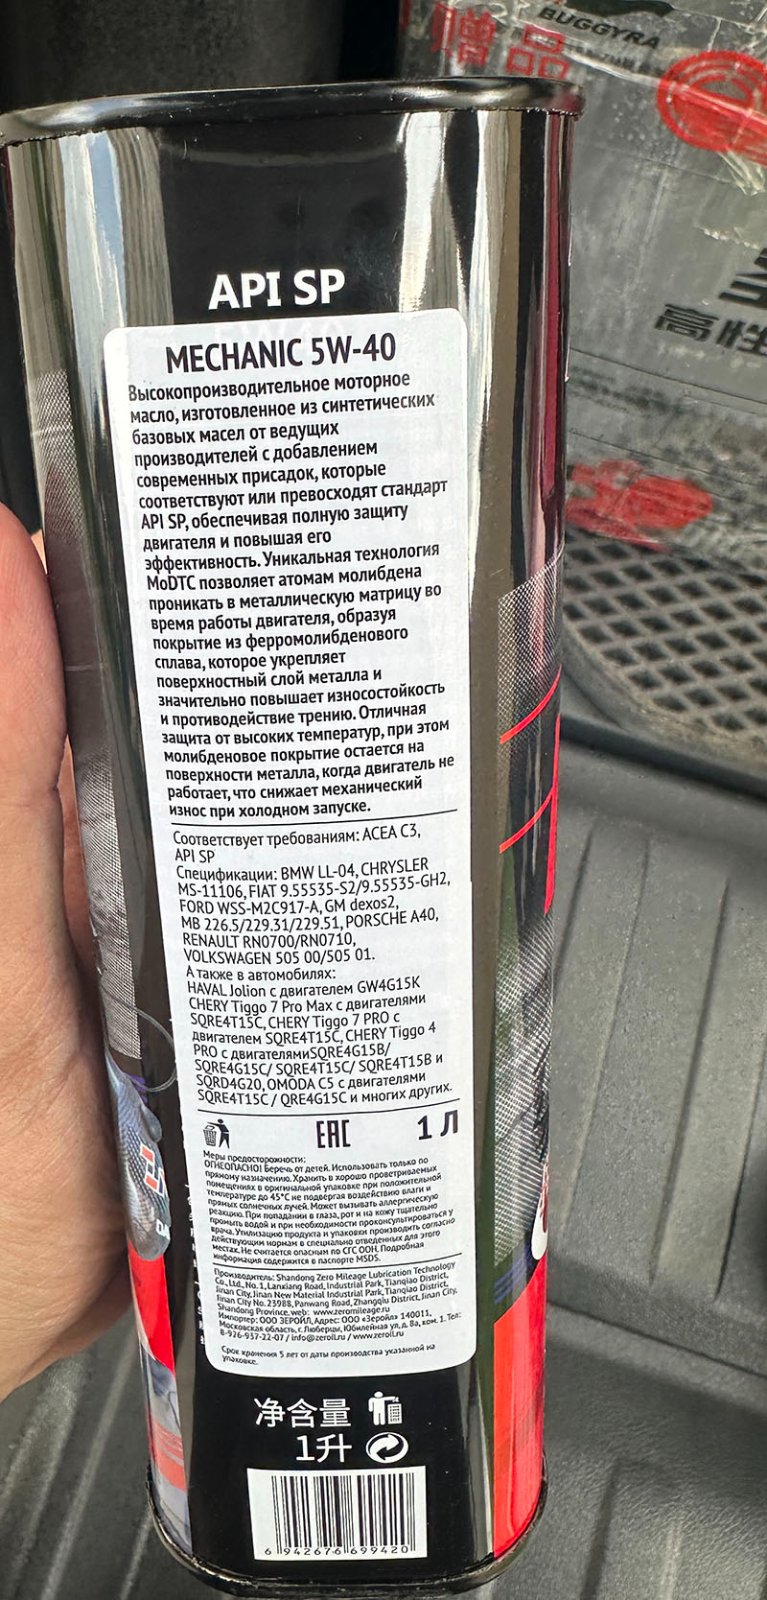 BUGGYRA
赠品
高性
API SP
MECHANIC 5W-40
Высокопроизводительное моторное
масло, изготовленное из синтетических
базовых масел от ведущих
производителей с добавлением
современных присадок, которые
соответствуют или превосходят стандарт
API SP, обеспечивая полную защиту
двигателя и повышая его
эффективность. Уникальная технология
MoDTC позволяет атомам молибдена
проникать в металлическую матрицу во
время работы двигателя, образуя
покрытие из ферромолибденового
сплава, которое укрепляет
поверхностный слой металла и
значительно повышает износостойкость
и противодействие трению. Отличная
защита от высоких температур, при этом
молибденовое покрытие остается на
поверхности металла, когда двигатель не
работает, что снижает механический
износ при холодном запуске.
Соответствует требованиям: ACEA C3,
API SP
Спецификации: BMW LL-04, CHRYSLER
MS-11106, FIAT 9.55535-S2/9.55535-GH2,
FORD WSS-M2C917-A, GM dexos2,
MB 226.5/229.31/229.51, PORSCHE A40,
RENAULT RN0700/RN0710,
VOLKSWAGEN 505 00/505 01.
А также в автомобилях:
HAVAL Jolion с двигателем GW4G15K
CHERY Tiggo 7 Pro Max с двигателями
SQRE4T15C, CHERY Tiggo 7 PRO с
двигателем SQRE4T15C, CHERY Tiggo 4
PRO с двигателямиSQRE4G15B/
SQRE4G15C/ SQRE4T15C/ SQRE4T15B и
SQRD4G20, OMODA C5 с двигателями
SQRE4T15C / QRE4G15C и многих других.
EAC 1 Л
Меры предосторожности:
ОГНЕОПАСНО! Беречь от детей. Использовать только по
прямому назначению. Хранить в хорошо проветриваемых
помещениях в оригинальной упаковке при положительной
температуре до 45°C не подвергая воздействию влаги и
прямых солнечных лучей. Может вызывать аллергическую
реакцию. При попадании в глаза, рот и на кожу тщательно
промыть водой и при необходимости проконсультироваться у
врача. Утилизацию продукта и упаковки производить согласно
действующим нормам в специально отведенных для этого
местах. Не считается опасным по СГС ООН. Подробная
информация содержится в паспорте MSDS.
Производитель: Shandong Zero Mileage Lubrication Technology
Co., Ltd., No. 1, Lanxiang Road, Industrial Park, Tianqiao District,
Jinan City, Jinan New Material Industrial Park, Tianqiao District,
Jinan City No. 23988, Panwang Road, Zhangqiu District, Jinan City,
Shandong Province. web: www.zeromileage.ru
Импортер: ООО ЗЕРОЙЛ, Адрес: ООО «Зеройл» 140011,
Московская область, г. Люберцы, Юбилейная ул, д. 8а, ком. 1. Тел:
8-926-937-22-07 / info@zeroil.ru / www.zeroil.ru
Срок хранения 5 лет от даты производства указанной на
упаковке.
净含量
1升
6 942676 699420